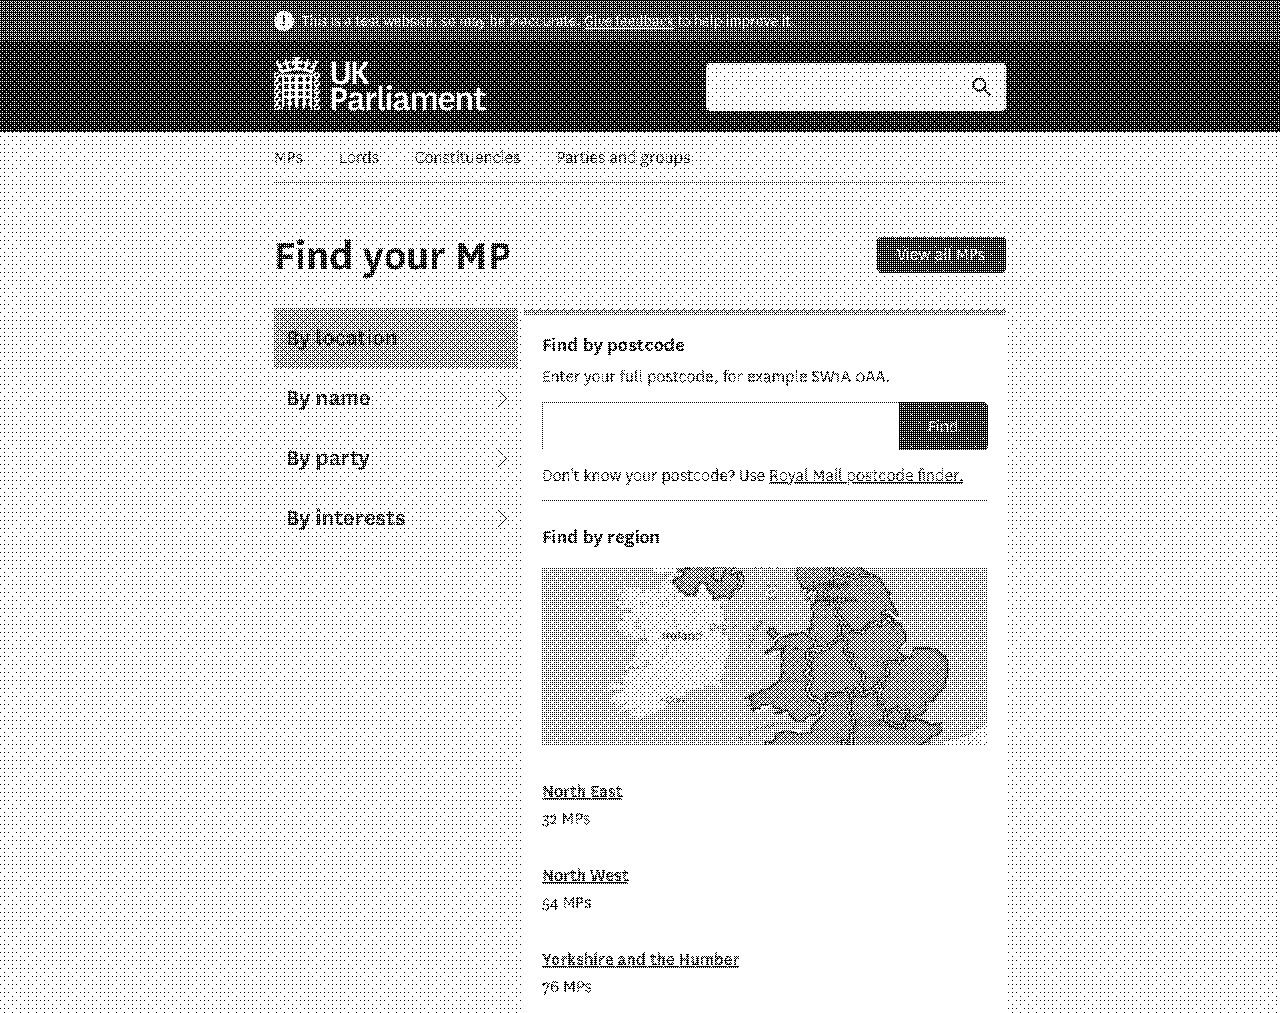 This is a test website, so may be inaccurate. Give feedback to help improve it.
UK
Parliament
MPs Lords Constituencies Parties and groups
Find your MP
View all MPs
By location
By name
By party
By interests
Find by postcode
Enter your full postcode, for example SW1A 0AA.
Find
Don't know your postcode? Use Royal Mail postcode finder.
Find by region
Ireland
North East
32 MPs
North West
54 MPs
Yorkshire and the Humber
76 MPs